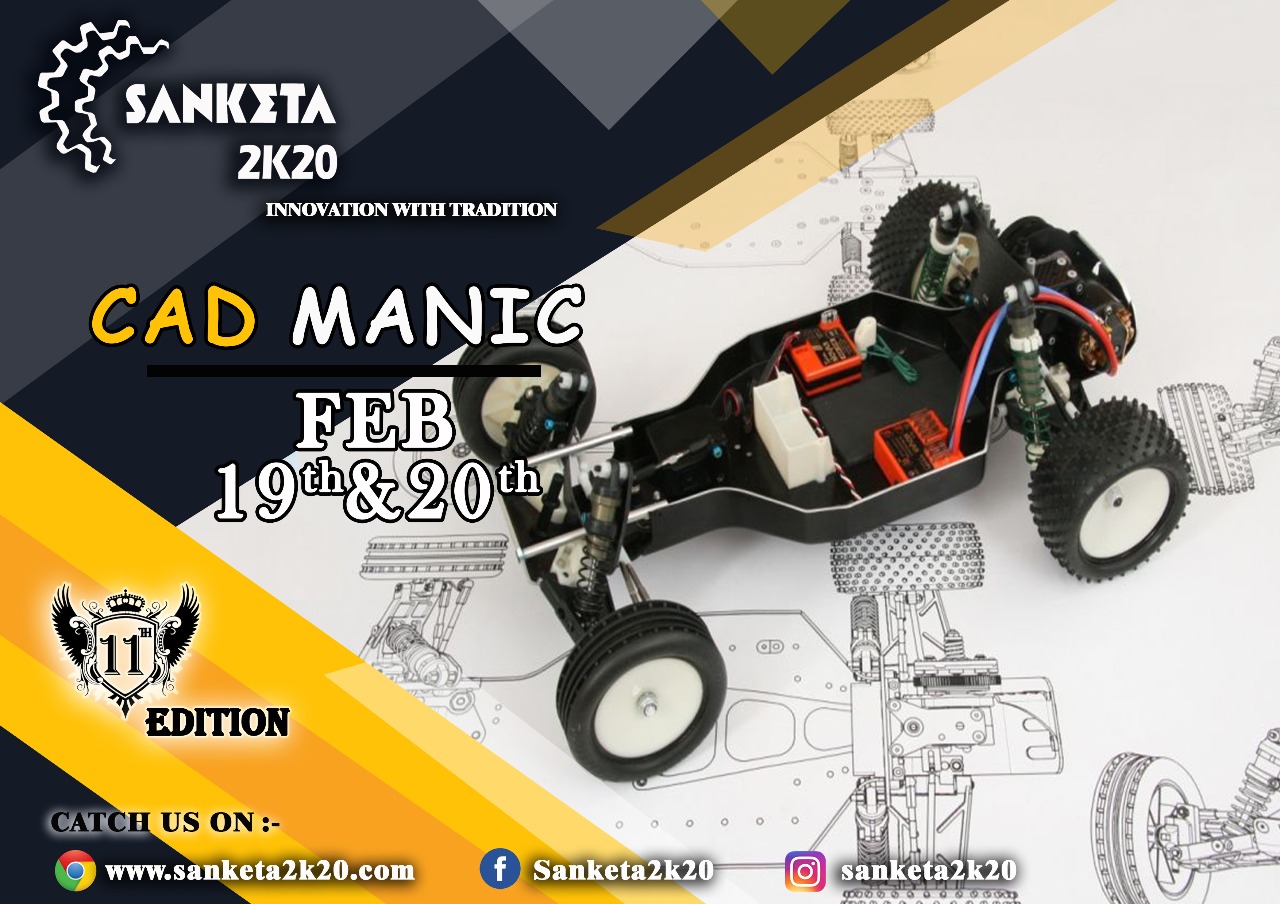 SANKETA
2K20
INNOVATION WITH TRADITION
CAD MANIC
FEB
19th&20th
11TH
EDITION
CATCH US ON :-
www.sanketa2k20.com
Sanketa2k20
sanketa2k20